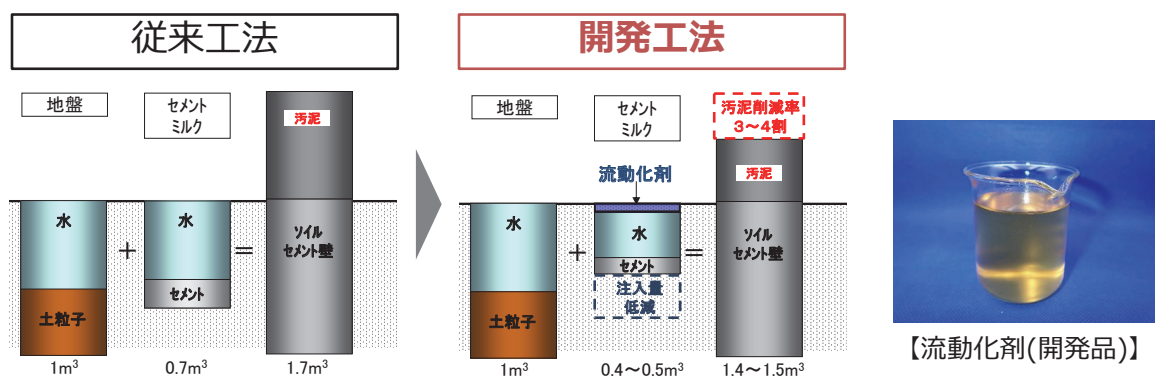 従来工法
地盤
セメント
ミルク
汚泥
水
土粒子
+
水
セメント
=
ソイル
セメント壁
1m³
0.7m³
1.7m³
開発工法
地盤
セメント
ミルク
汚泥削減率
3～4割
流動化剤
汚泥
水
土粒子
+
水
セメント
注入量
低減
=
ソイル
セメント壁
1m³
0.4～0.5m³
1.4～1.5m³
【流動化剤(開発品)】